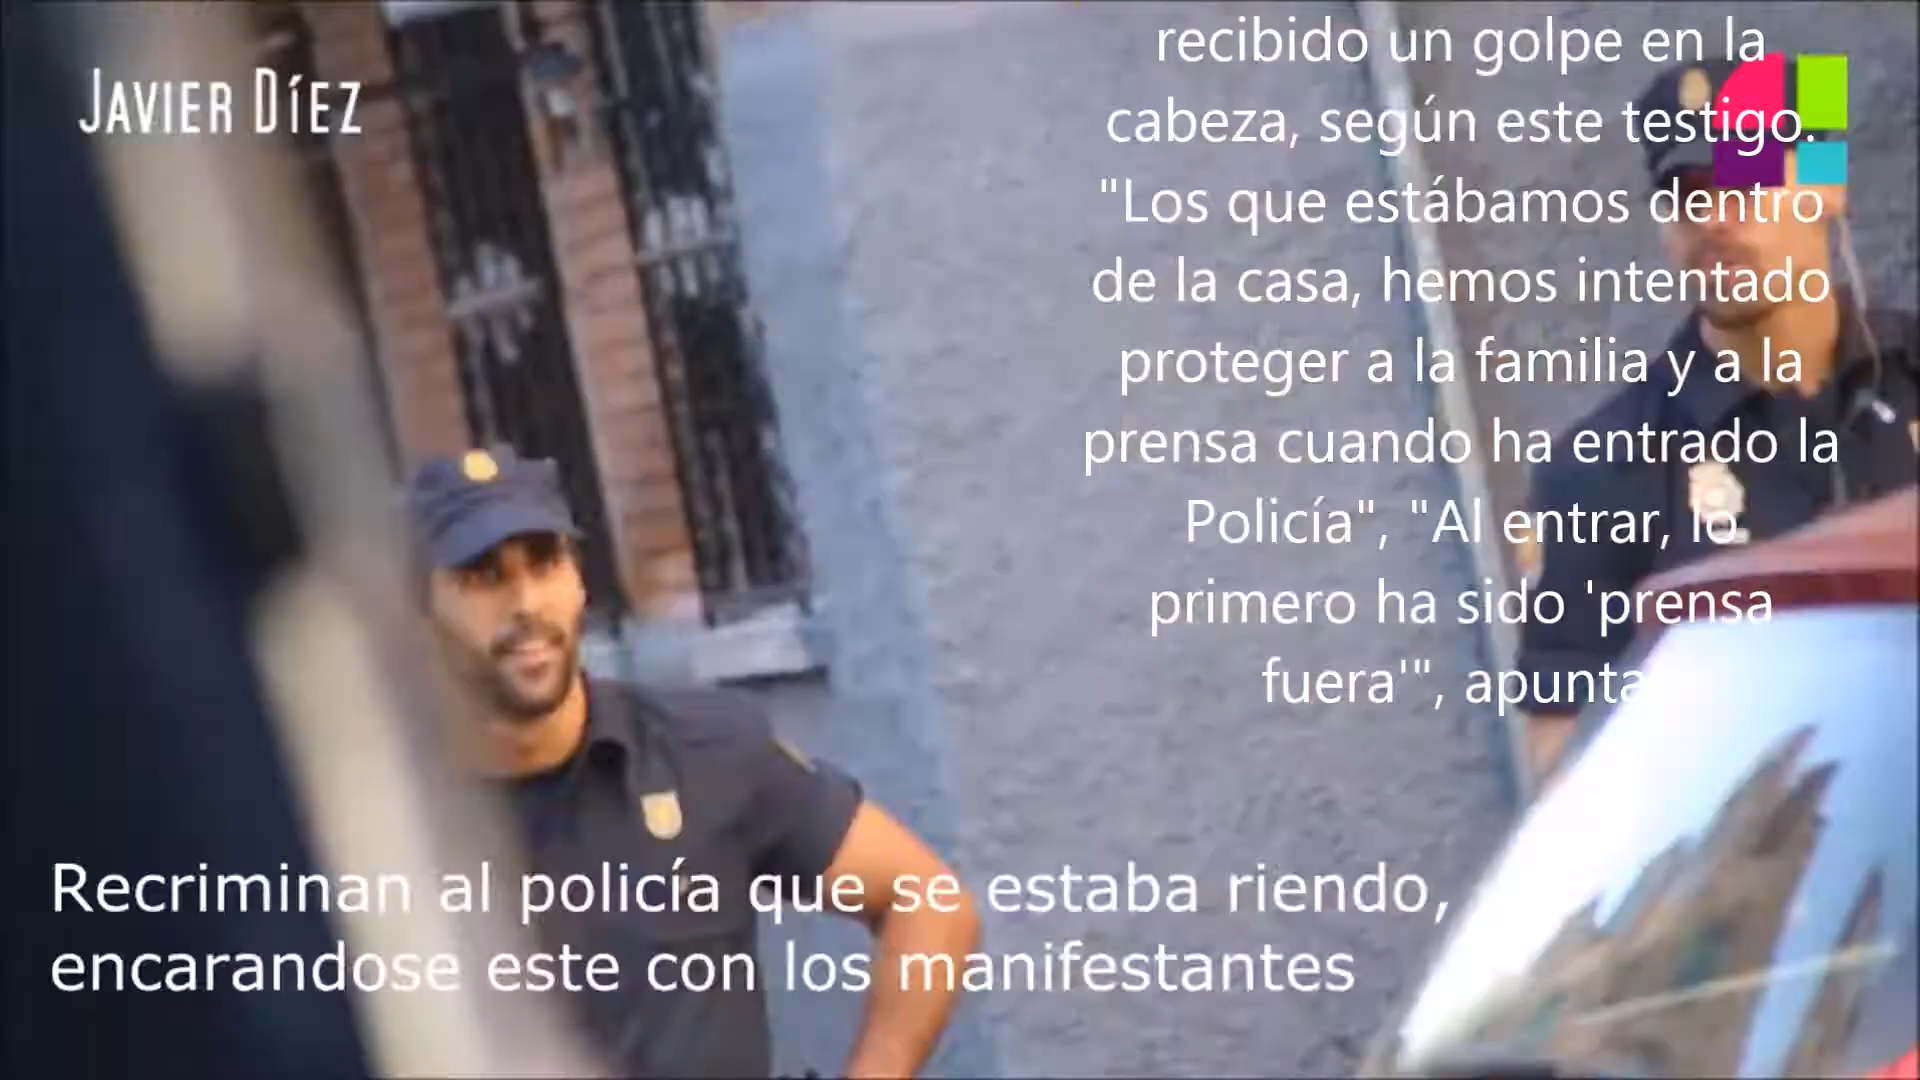 JAVIER DÍEZ
recibido un golpe en la
cabeza, según este testigo.
"Los que estábamos dentro
de la casa, hemos intentado
proteger a la familia y a la
prensa cuando ha entrado la
Policía", "Al entrar, lo
primero ha sido 'prensa
fuera'", apunta
Recriminan al policía que se estaba riendo,
encarandose este con los manifestantes